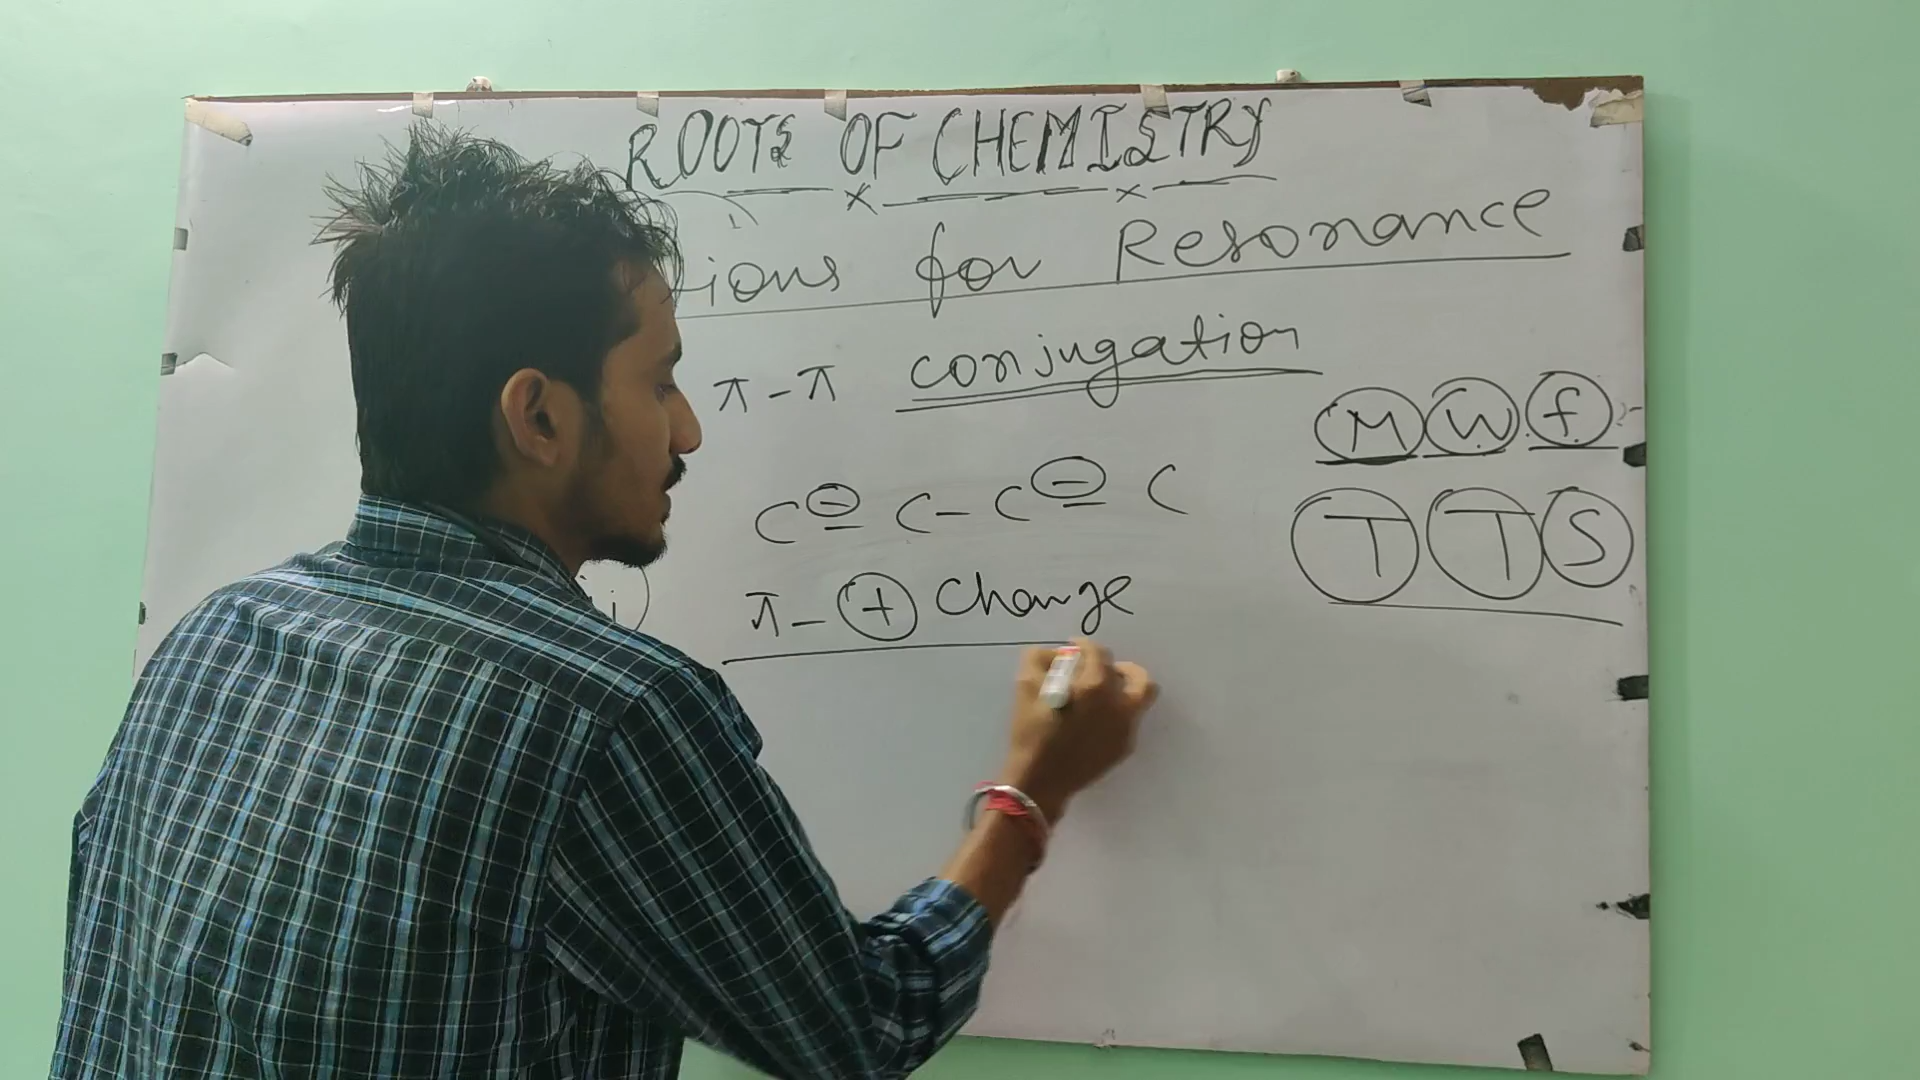 ROOTS OF CHEMISTRY
ions for Resonance
π-π conjugation
C = C - C = C
M W F
T T S
π - + Charge